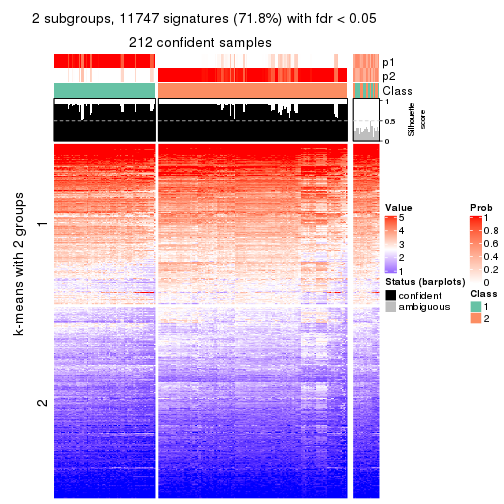 2 subgroups, 11747 signatures (71.8%) with fdr < 0.05
212 confident samples
p1
p2
Class
1
0.5
0
Silhouette
score
k-means with 2 groups
1
2
Value
5
4
3
2
1
Status (barplots)
confident
ambiguous
Prob
1
0.8
0.6
0.4
0.2
0
Class
1
2